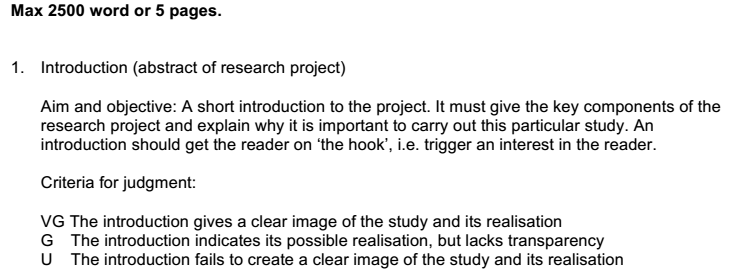 Max 2500 word or 5 pages.
1. Introduction (abstract of research project)
Aim and objective: A short introduction to the project. It must give the key components of the
research project and explain why it is important to carry out this particular study. An
introduction should get the reader on ‘the hook’, i.e. trigger an interest in the reader.
Criteria for judgment:
VG The introduction gives a clear image of the study and its realisation
G The introduction indicates its possible realisation, but lacks transparency
U The introduction fails to create a clear image of the study and its realisation